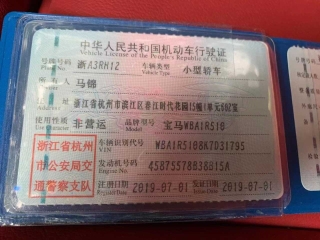 中华人民共和国机动车行驶证
Vehicle License of the People's Republic of China
号牌号码 浙A3RH12 车辆类型 小型轿车
Plate No. Vehicle Type
所有人 马锦
Owner
住址 浙江省杭州市滨江区春江时代花园15幢1单元502室
Address
使用性质 非营运 品牌型号 宝马WBA1R518
Use Character Model
浙江省杭州 车辆识别代号 WBA1R5108K7D31795
VIN
市公安局交 发动机号码 45875578B38B15A
Engine No.
通警察支队 注册日期 2019-07-01 发证日期 2019-07-01
Register Date Issue Date